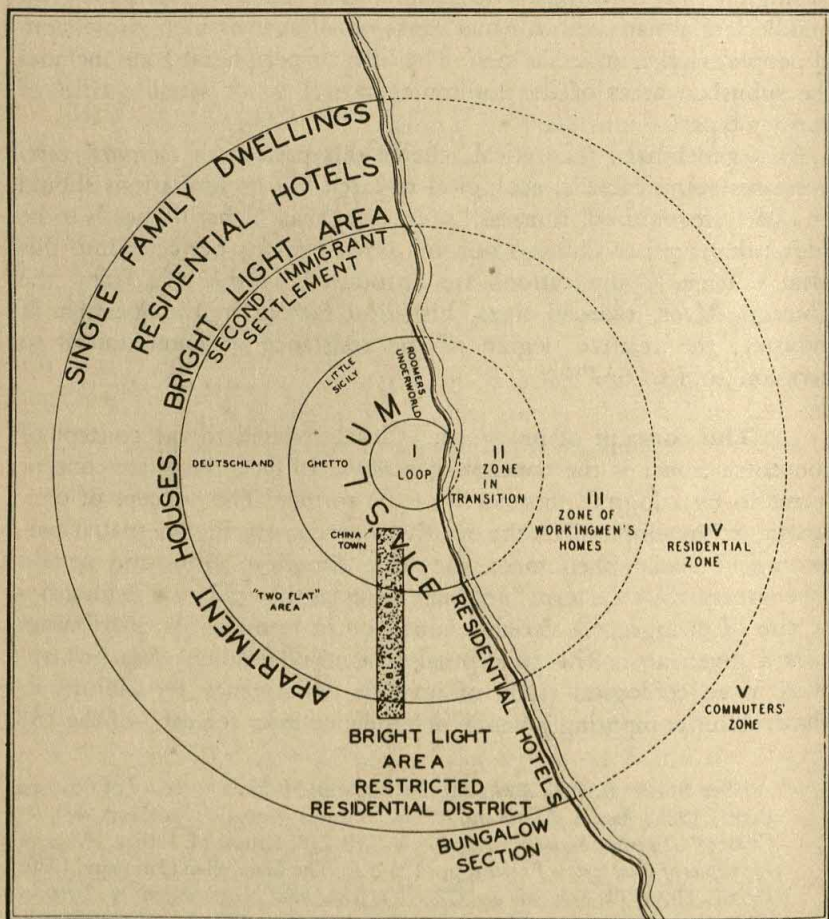 SINGLE FAMILY DWELLINGS
RESIDENTIAL HOTELS
BRIGHT LIGHT AREA
SECOND IMMIGRANT
SETTLEMENT
LITTLE
SICILY
ROOMERS
UNDERWORLD
SLUM
I
LOOP
II
ZONE
IN
TRANSITION
DEUTSCHLAND
GHETTO
III
ZONE OF
WORKINGMEN'S
HOMES
IV
RESIDENTIAL
ZONE
CHINA
TOWN
VICE
BLACK BELT
"TWO FLAT"
AREA
APARTMENT HOUSES
RESIDENTIAL HOTELS
V
COMMUTERS'
ZONE
BRIGHT LIGHT
AREA
RESTRICTED
RESIDENTIAL DISTRICT
BUNGALOW
SECTION